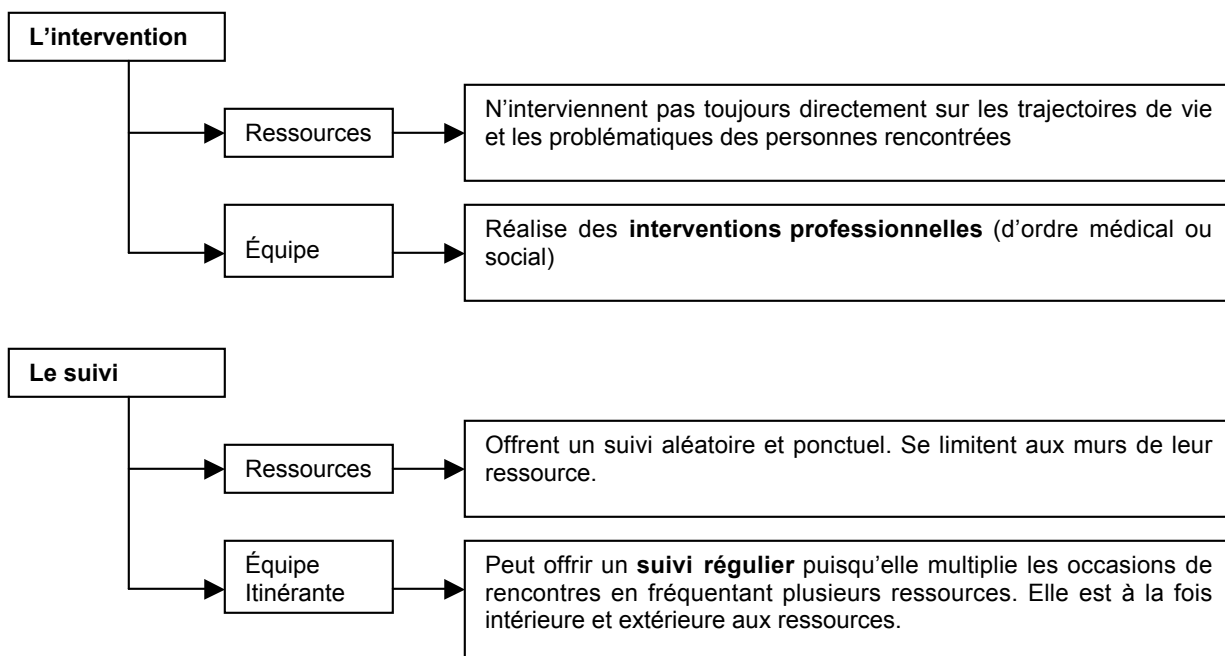 L’intervention
Ressources
N’interviennent pas toujours directement sur les trajectoires de vie
et les problématiques des personnes rencontrées
Équipe
Réalise des interventions professionnelles (d’ordre médical ou
social)
Le suivi
Ressources
Offrent un suivi aléatoire et ponctuel. Se limitent aux murs de leur
ressource.
Équipe
Itinérante
Peut offrir un suivi régulier puisqu’elle multiplie les occasions de
rencontres en fréquentant plusieurs ressources. Elle est à la fois
intérieure et extérieure aux ressources.